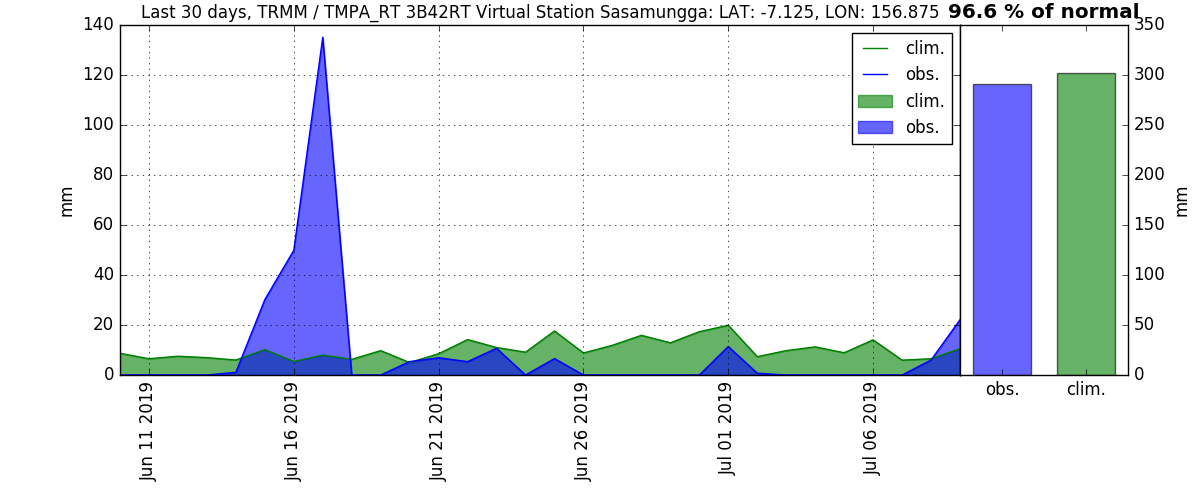 Last 30 days, TRMM / TMPA_RT 3B42RT Virtual Station Sasamungga: LAT: -7.125, LON: 156.875 96.6 % of normal
140
120
100
80
60
40
20
0
mm
clim.
obs.
clim.
obs.
Jun 11 2019
Jun 16 2019
Jun 21 2019
Jun 26 2019
Jul 01 2019
Jul 06 2019
350
300
250
200
150
100
50
0
mm
obs. clim.